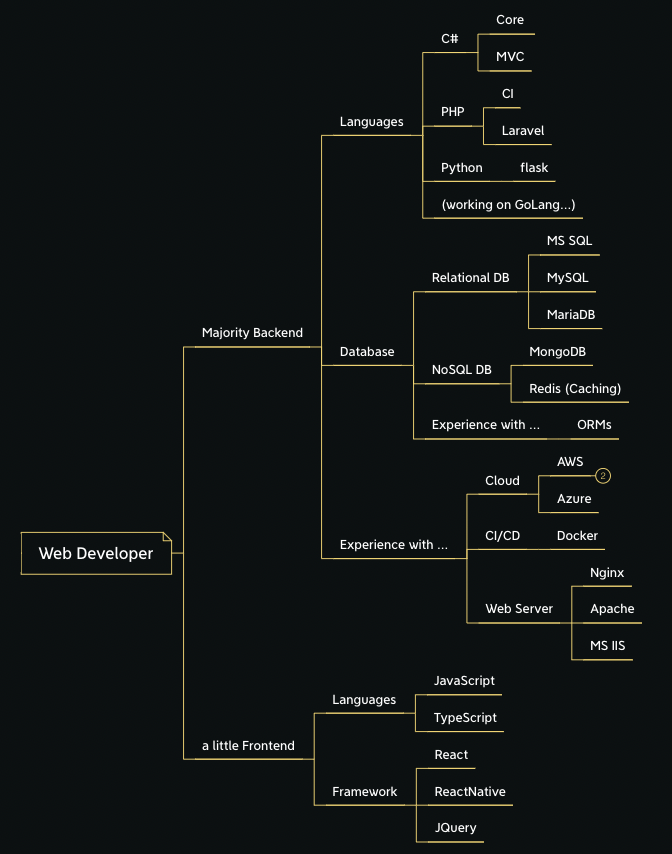 Web Developer
Majority Backend
Languages
C#
Core
MVC
PHP
CI
Laravel
Python
flask
(working on GoLang...)
Database
Relational DB
MS SQL
MySQL
MariaDB
NoSQL DB
MongoDB
Redis (Caching)
Experience with ...
ORMs
Experience with ...
Cloud
AWS
2
Azure
CI/CD
Docker
Web Server
Nginx
Apache
MS IIS
a little Frontend
Languages
JavaScript
TypeScript
Framework
React
ReactNative
JQuery